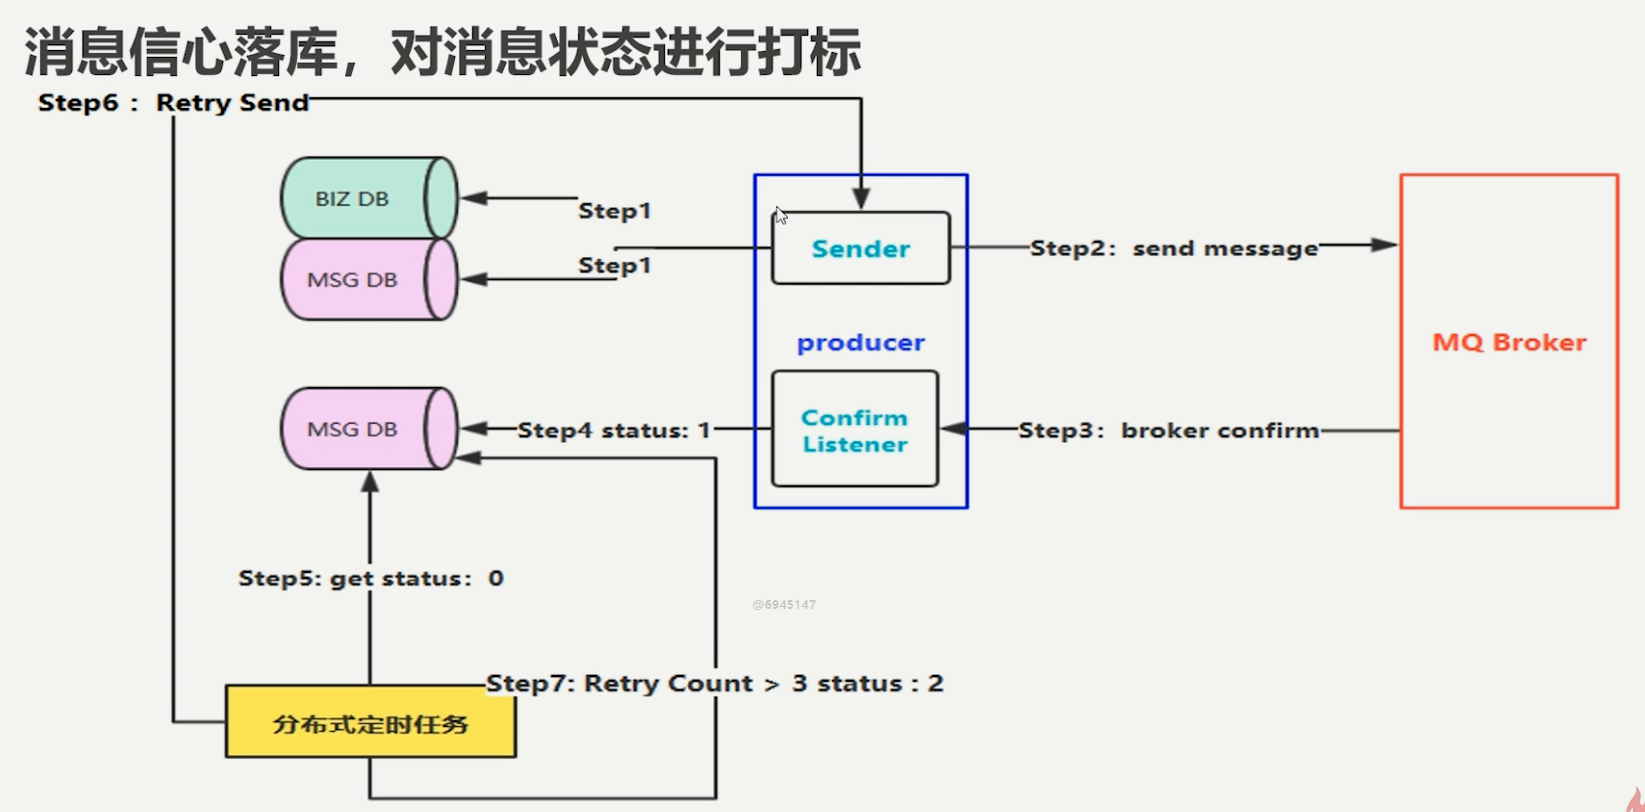 消息信心落库，对消息状态进行打标
Step6 : Retry Send
BIZ DB
Step1
MSG DB
Step1
Sender
Step2: send message
producer
MQ Broker
MSG DB
Step4 status: 1
Confirm
Listener
Step3: broker confirm
Step5: get status: 0
@6945147
Step7: Retry Count > 3 status : 2
分布式定时任务